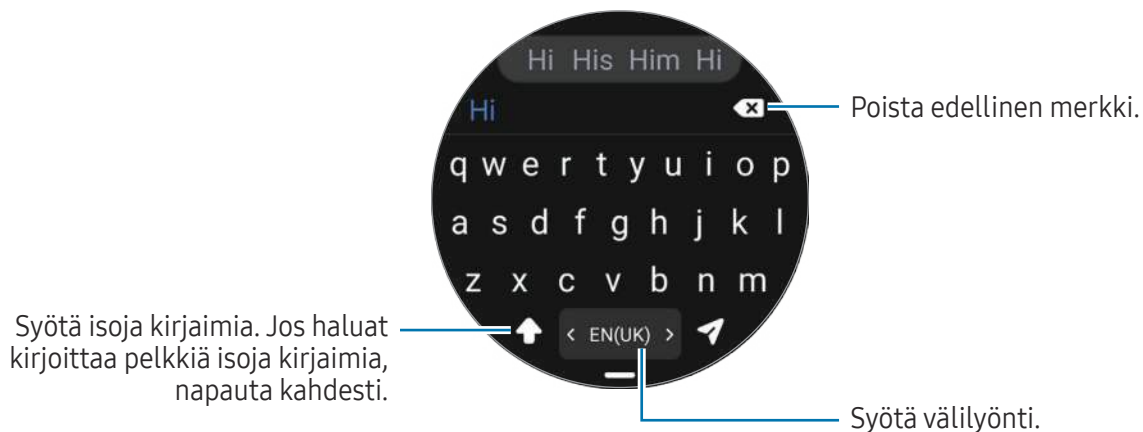 Hi His Him Hi
Hi
Poista edellinen merkki.
q w e r t y u i o p
a s d f g h j k l
z x c v b n m
Syötä isoja kirjaimia. Jos haluat
kirjoittaa pelkkiä isoja kirjaimia,
napauta kahdesti.
< EN(UK) >
Syötä välilyönti.